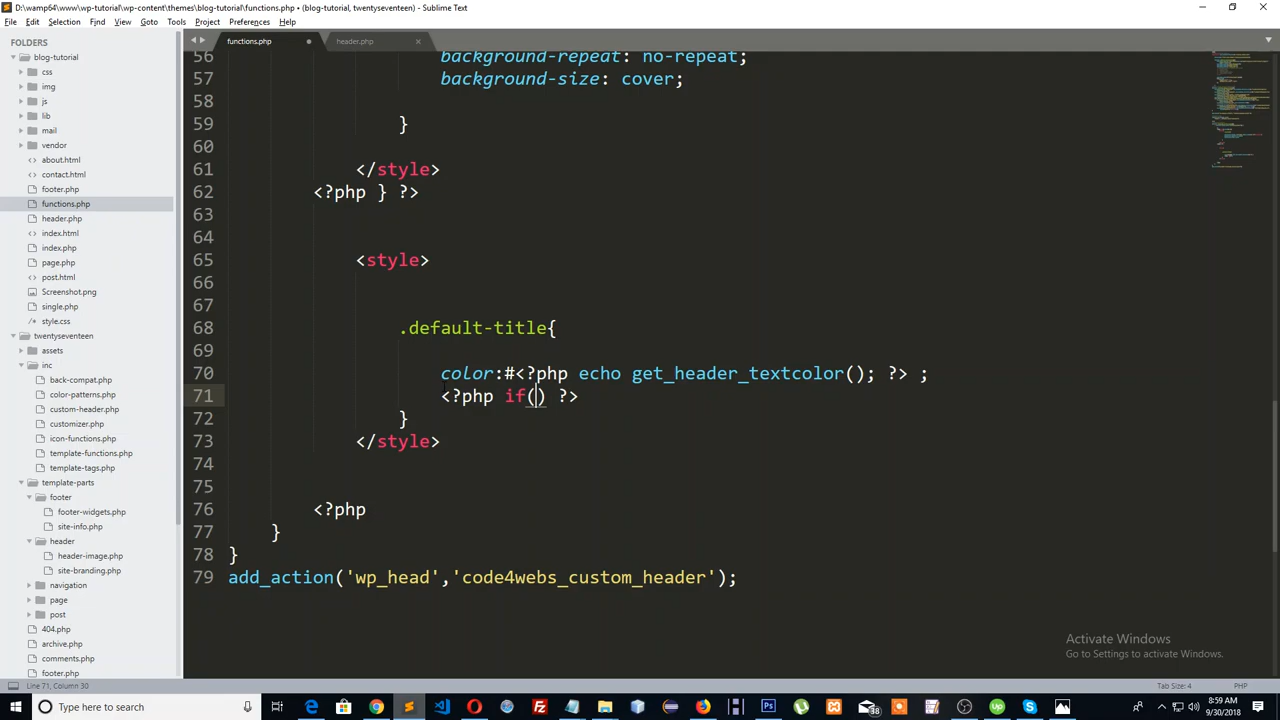 D:\wamp64\www\wp-tutorial\wp-content\themes\blog-tutorial\functions.php • (blog-tutorial, twentyseventeen) - Sublime Text
File Edit Selection Find View Goto Tools Project Preferences Help
FOLDERS
functions.php
header.php
blog-tutorial
css
img
js
lib
mail
vendor
about.html
contact.html
footer.php
functions.php
header.php
index.html
index.php
page.php
post.html
Screenshot.png
single.php
style.css
twentyseventeen
assets
inc
back-compat.php
color-patterns.php
custom-header.php
customizer.php
icon-functions.php
template-functions.php
template-tags.php
template-parts
footer
footer-widgets.php
site-info.php
header
header-image.php
site-branding.php
navigation
page
post
404.php
archive.php
comments.php
footer.php
56 background-repeat: no-repeat;
57 background-size: cover;
58
59 }
60
61 </style>
62 <?php } ?>
63
64
65 <style>
66
67
68 .default-title{
69
70 color:#<?php echo get_header_textcolor(); ?> ;
71 <?php if() ?>
72 }
73 </style>
74
75
76 <?php
77 }
78 }
79 add_action('wp_head','code4webs_custom_header');
Activate Windows
Go to Settings to activate Windows.
Line 71, Column 30
Tab Size: 4
PHP
Type here to search
8:59 AM
9/30/2018